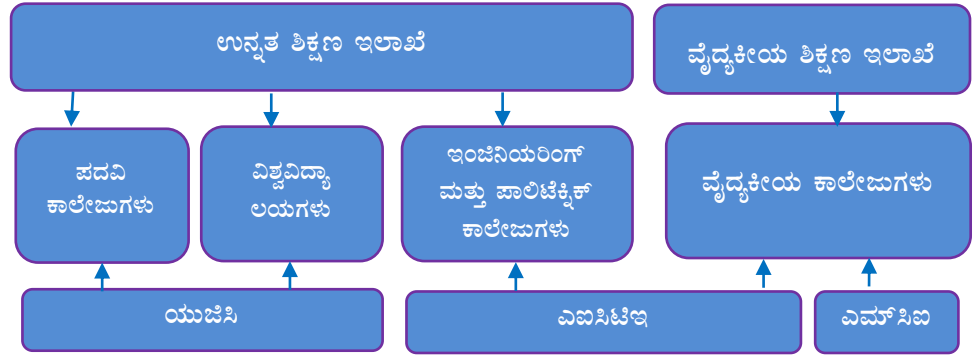 ಉನ್ನತ ಶಿಕ್ಷಣ ಇಲಾಖೆ
ವೈದ್ಯಕೀಯ ಶಿಕ್ಷಣ ಇಲಾಖೆ
ಪದವಿ
ಕಾಲೇಜುಗಳು
ವಿಶ್ವವಿದ್ಯಾ
ಲಯಗಳು
ಇಂಜಿನಿಯರಿಂಗ್
ಮತ್ತು ಪಾಲಿಟೆಕ್ನಿಕ್
ಕಾಲೇಜುಗಳು
ವೈದ್ಯಕೀಯ ಕಾಲೇಜುಗಳು
ಯುಜಿಸಿ
ಎಐಸಿಟಿಇ
ಎಮ್‌ಸಿಐ